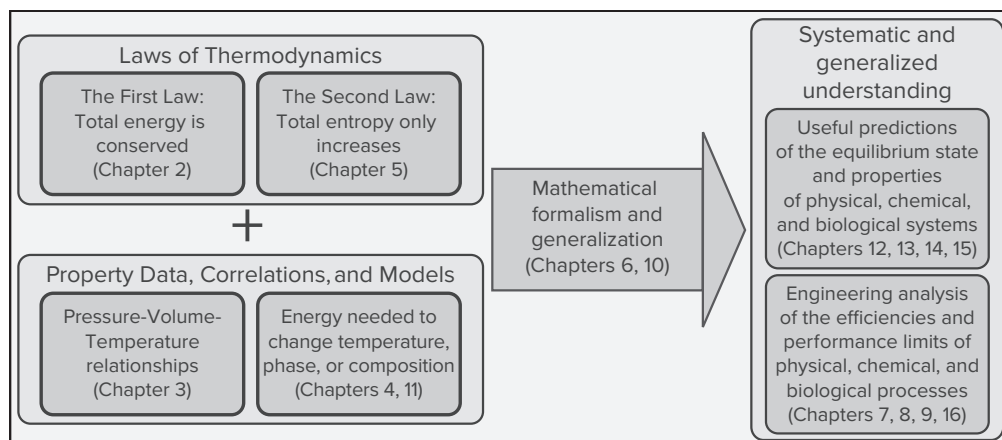 Laws of Thermodynamics
The First Law:
Total energy is
conserved
(Chapter 2)
The Second Law:
Total entropy only
increases
(Chapter 5)
+
Property Data, Correlations, and Models
Pressure-Volume-
Temperature
relationships
(Chapter 3)
Energy needed to
change temperature,
phase, or composition
(Chapters 4, 11)
Mathematical
formalism and
generalization
(Chapters 6, 10)
Systematic and
generalized
understanding
Useful predictions
of the equilibrium state
and properties
of physical, chemical,
and biological systems
(Chapters 12, 13, 14, 15)
Engineering analysis
of the efficiencies and
performance limits of
physical, chemical, and
biological processes
(Chapters 7, 8, 9, 16)